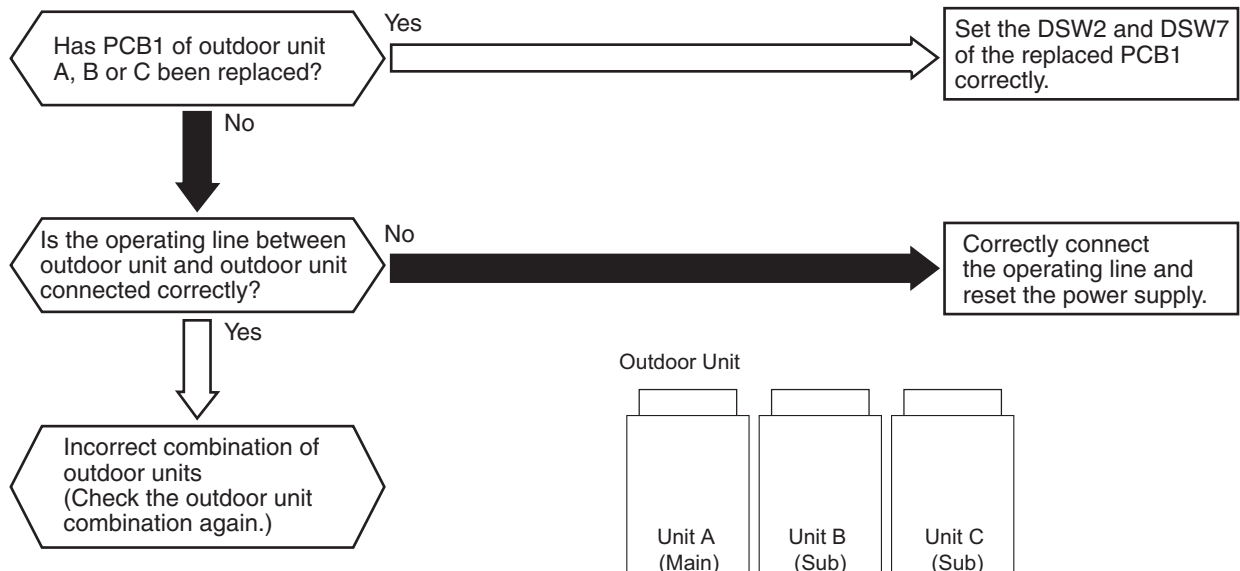 Has PCB1 of outdoor unit
A, B or C been replaced?
Yes
Set the DSW2 and DSW7
of the replaced PCB1
correctly.
No
Is the operating line between
outdoor unit and outdoor unit
connected correctly?
No
Correctly connect
the operating line and
reset the power supply.
Yes
Incorrect combination of
outdoor units
(Check the outdoor unit
combination again.)
Outdoor Unit
Unit A
(Main)
Unit B
(Sub)
Unit C
(Sub)